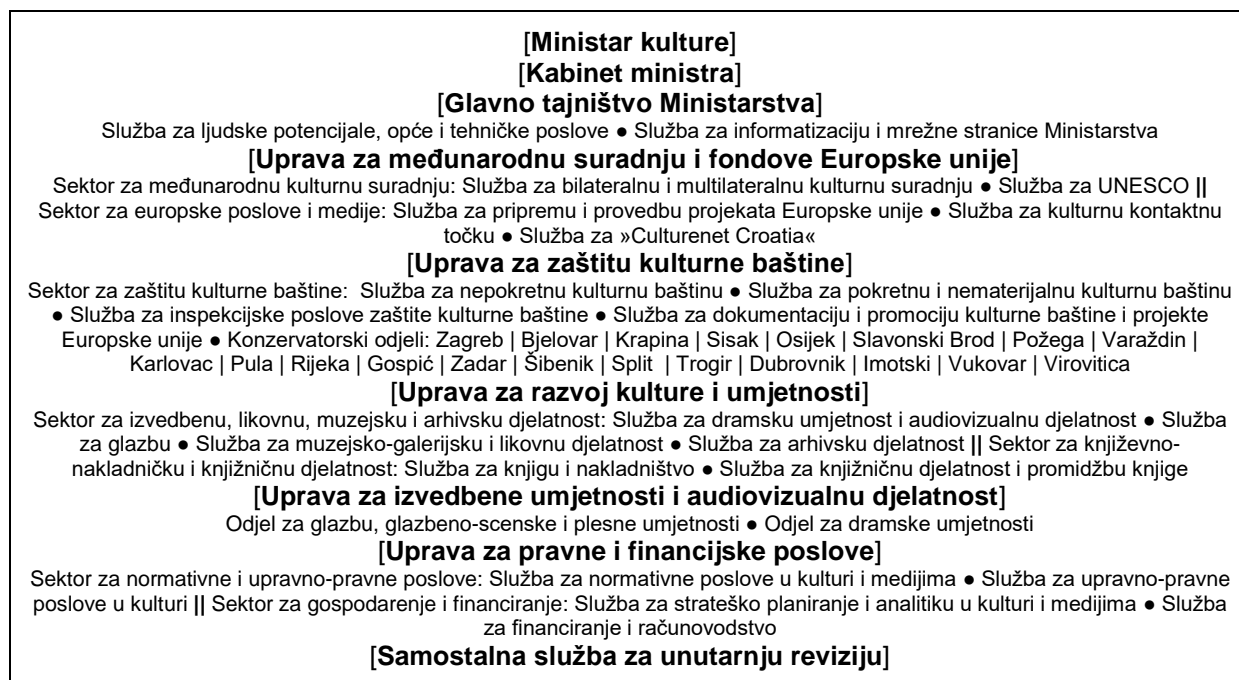 [Ministar kulture]
[Kabinet ministra]
[Glavno tajništvo Ministarstva]
Služba za ljudske potencijale, opće i tehničke poslove ● Služba za informatizaciju i mrežne stranice Ministarstva
[Uprava za međunarodnu suradnju i fondove Europske unije]
Sektor za međunarodnu kulturnu suradnju: Služba za bilateralnu i multilateralnu kulturnu suradnju ● Služba za UNESCO ||
Sektor za europske poslove i medije: Služba za pripremu i provedbu projekata Europske unije ● Služba za kulturnu kontaktnu
točku ● Služba za »Culturenet Croatia«
[Uprava za zaštitu kulturne baštine]
Sektor za zaštitu kulturne baštine: Služba za nepokretnu kulturnu baštinu ● Služba za pokretnu i nematerijalnu kulturnu baštinu
● Služba za inspekcijske poslove zaštite kulturne baštine ● Služba za dokumentaciju i promociju kulturne baštine i projekte
Europske unije ● Konzervatorski odjeli: Zagreb | Bjelovar | Krapina | Sisak | Osijek | Slavonski Brod | Požega | Varaždin |
Karlovac | Pula | Rijeka | Gospić | Zadar | Šibenik | Split | Trogir | Dubrovnik | Imotski | Vukovar | Virovitica
[Uprava za razvoj kulture i umjetnosti]
Sektor za izvedbenu, likovnu, muzejsku i arhivsku djelatnost: Služba za dramsku umjetnost i audiovizualnu djelatnost ● Služba
za glazbu ● Služba za muzejsko-galerijsku i likovnu djelatnost ● Služba za arhivsku djelatnost || Sektor za književno-
nakladničku i knjižničnu djelatnost: Služba za knjigu i nakladništvo ● Služba za knjižničnu djelatnost i promidžbu knjige
[Uprava za izvedbene umjetnosti i audiovizualnu djelatnost]
Odjel za glazbu, glazbeno-scenske i plesne umjetnosti ● Odjel za dramske umjetnosti
[Uprava za pravne i financijske poslove]
Sektor za normativne i upravno-pravne poslove: Služba za normativne poslove u kulturi i medijima ● Služba za upravno-pravne
poslove u kulturi || Sektor za gospodarenje i financiranje: Služba za strateško planiranje i analitiku u kulturi i medijima ● Služba
za financiranje i računovodstvo
[Samostalna služba za unutarnju reviziju]